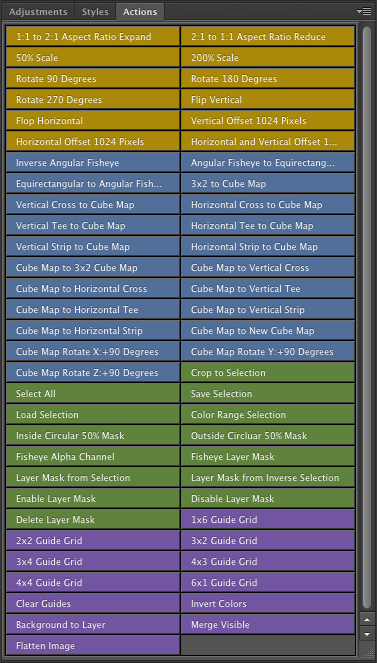 Adjustments Styles Actions
1:1 to 2:1 Aspect Ratio Expand 2:1 to 1:1 Aspect Ratio Reduce
50% Scale 200% Scale
Rotate 90 Degrees Rotate 180 Degrees
Rotate 270 Degrees Flip Vertical
Flop Horizontal Vertical Offset 1024 Pixels
Horizontal Offset 1024 Pixels Horizontal and Vertical Offset 1...
Inverse Angular Fisheye Angular Fisheye to Equirectang...
Equirectangular to Angular Fish... 3x2 to Cube Map
Vertical Cross to Cube Map Horizontal Cross to Cube Map
Vertical Tee to Cube Map Horizontal Tee to Cube Map
Vertical Strip to Cube Map Horizontal Strip to Cube Map
Cube Map to 3x2 Cube Map Cube Map to Vertical Cross
Cube Map to Horizontal Cross Cube Map to Vertical Tee
Cube Map to Horizontal Tee Cube Map to Vertical Strip
Cube Map to Horizontal Strip Cube Map to New Cube Map
Cube Map Rotate X:+90 Degrees Cube Map Rotate Y:+90 Degrees
Cube Map Rotate Z:+90 Degrees Crop to Selection
Select All Save Selection
Load Selection Color Range Selection
Inside Circular 50% Mask Outside Circluar 50% Mask
Fisheye Alpha Channel Fisheye Layer Mask
Layer Mask from Selection Layer Mask from Inverse Selection
Enable Layer Mask Disable Layer Mask
Delete Layer Mask 1x6 Guide Grid
2x2 Guide Grid 3x2 Guide Grid
3x4 Guide Grid 4x3 Guide Grid
4x4 Guide Grid 6x1 Guide Grid
Clear Guides Invert Colors
Background to Layer Merge Visible
Flatten Image